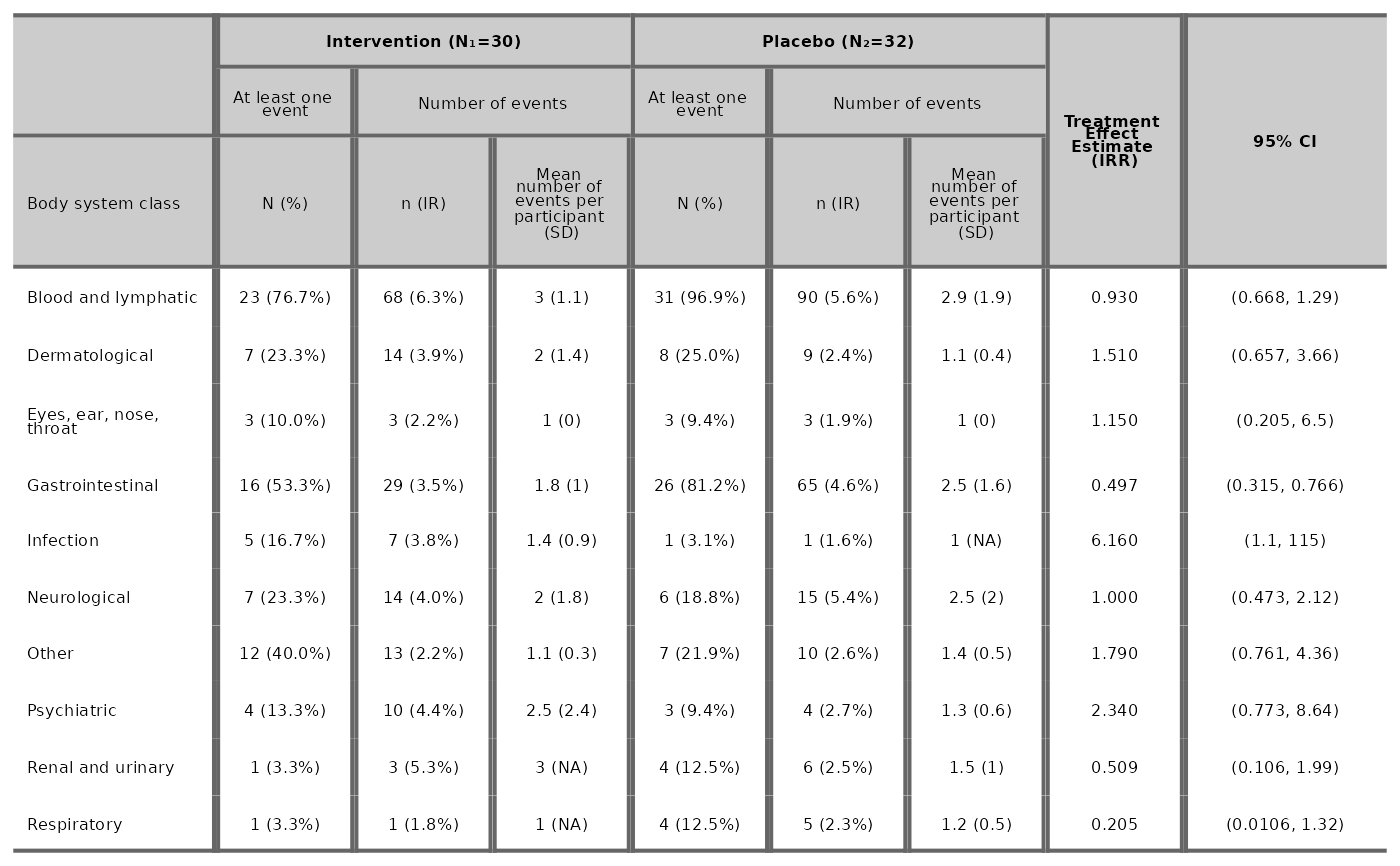 Intervention (N₁=30) Placebo (N₂=32)
At least one event Number of events At least one event Number of events Treatment Effect Estimate (IRR) 95% CI
Body system class N (%) n (IR) Mean number of events per participant (SD) N (%) n (IR) Mean number of events per participant (SD)
Blood and lymphatic 23 (76.7%) 68 (6.3%) 3 (1.1) 31 (96.9%) 90 (5.6%) 2.9 (1.9) 0.930 (0.668, 1.29)
Dermatological 7 (23.3%) 14 (3.9%) 2 (1.4) 8 (25.0%) 9 (2.4%) 1.1 (0.4) 1.510 (0.657, 3.66)
Eyes, ear, nose, throat 3 (10.0%) 3 (2.2%) 1 (0) 3 (9.4%) 3 (1.9%) 1 (0) 1.150 (0.205, 6.5)
Gastrointestinal 16 (53.3%) 29 (3.5%) 1.8 (1) 26 (81.2%) 65 (4.6%) 2.5 (1.6) 0.497 (0.315, 0.766)
Infection 5 (16.7%) 7 (3.8%) 1.4 (0.9) 1 (3.1%) 1 (1.6%) 1 (NA) 6.160 (1.1, 115)
Neurological 7 (23.3%) 14 (4.0%) 2 (1.8) 6 (18.8%) 15 (5.4%) 2.5 (2) 1.000 (0.473, 2.12)
Other 12 (40.0%) 13 (2.2%) 1.1 (0.3) 7 (21.9%) 10 (2.6%) 1.4 (0.5) 1.790 (0.761, 4.36)
Psychiatric 4 (13.3%) 10 (4.4%) 2.5 (2.4) 3 (9.4%) 4 (2.7%) 1.3 (0.6) 2.340 (0.773, 8.64)
Renal and urinary 1 (3.3%) 3 (5.3%) 3 (NA) 4 (12.5%) 6 (2.5%) 1.5 (1) 0.509 (0.106, 1.99)
Respiratory 1 (3.3%) 1 (1.8%) 1 (NA) 4 (12.5%) 5 (2.3%) 1.2 (0.5) 0.205 (0.0106, 1.32)